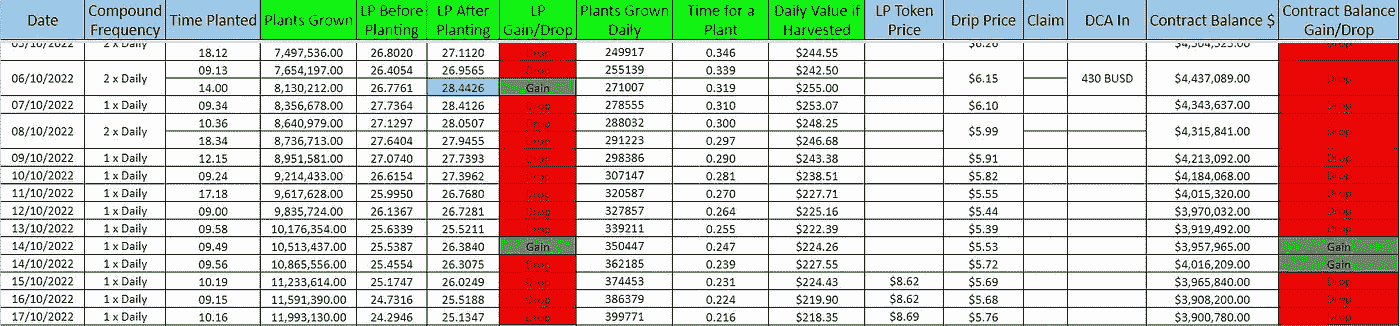 Date Compound Frequency Time Planted Plants Grown LP Before Planting LP After Planting LP Gain/Drop Plants Grown Daily Time for a Plant Daily Value if Harvested LP Token Price Drip Price Claim DCA In Contract Balance $ Contract Balance Gain/Drop
18.12 7,497,536.00 26.8020 27.1120 Drop 249917 0.346 $244.55
06/10/2022 2 x Daily 09.13 7,654,197.00 26.4054 26.9565 Drop 255139 0.339 $242.50 $6.15 430 BUSD $4,437,089.00 Drop
14.00 8,130,212.00 26.7761 28.4426 Gain 271007 0.319 $255.00
07/10/2022 1 x Daily 09.34 8,356,678.00 27.7364 28.4126 Drop 278555 0.310 $253.07 $6.10 $4,343,637.00 Drop
08/10/2022 2 x Daily 10.36 8,640,979.00 27.1297 28.0507 Drop 288032 0.300 $248.25 $5.99 $4,315,841.00 Drop
18.34 8,736,713.00 27.6404 27.9455 Drop 291223 0.297 $246.68
09/10/2022 1 x Daily 12.15 8,951,581.00 27.0740 27.7393 Drop 298386 0.290 $243.38 $5.91 $4,213,092.00 Drop
10/10/2022 1 x Daily 09.24 9,214,433.00 26.6154 27.3962 Drop 307147 0.281 $238.51 $5.82 $4,184,068.00 Drop
11/10/2022 1 x Daily 17.18 9,617,628.00 25.9950 26.7680 Drop 320587 0.270 $227.71 $5.55 $4,015,320.00 Drop
12/10/2022 1 x Daily 09.00 9,835,724.00 26.1367 26.7281 Drop 327857 0.264 $225.16 $5.44 $3,970,032.00 Drop
13/10/2022 1 x Daily 09.58 10,176,354.00 25.6339 25.5211 Drop 339211 0.255 $222.39 $5.39 $3,919,492.00 Drop
14/10/2022 1 x Daily 09.49 10,513,437.00 25.5387 26.3840 Gain 350447 0.247 $224.26 $5.53 $3,957,965.00 Gain
14/10/2022 1 x Daily 09.56 10,865,556.00 25.4554 26.3075 Drop 362185 0.239 $227.55 $5.72 $4,016,209.00 Gain
15/10/2022 1 x Daily 10.19 11,233,614.00 25.1747 26.0249 Drop 374453 0.231 $224.43 $8.62 $5.69 $3,965,840.00 Drop
16/10/2022 1 x Daily 09.15 11,591,390.00 24.7316 25.5188 Drop 386379 0.224 $219.90 $8.62 $5.68 $3,908,200.00 Drop
17/10/2022 1 x Daily 10.16 11,993,130.00 24.2946 25.1347 Drop 399771 0.216 $218.35 $8.69 $5.76 $3,900,780.00 Drop